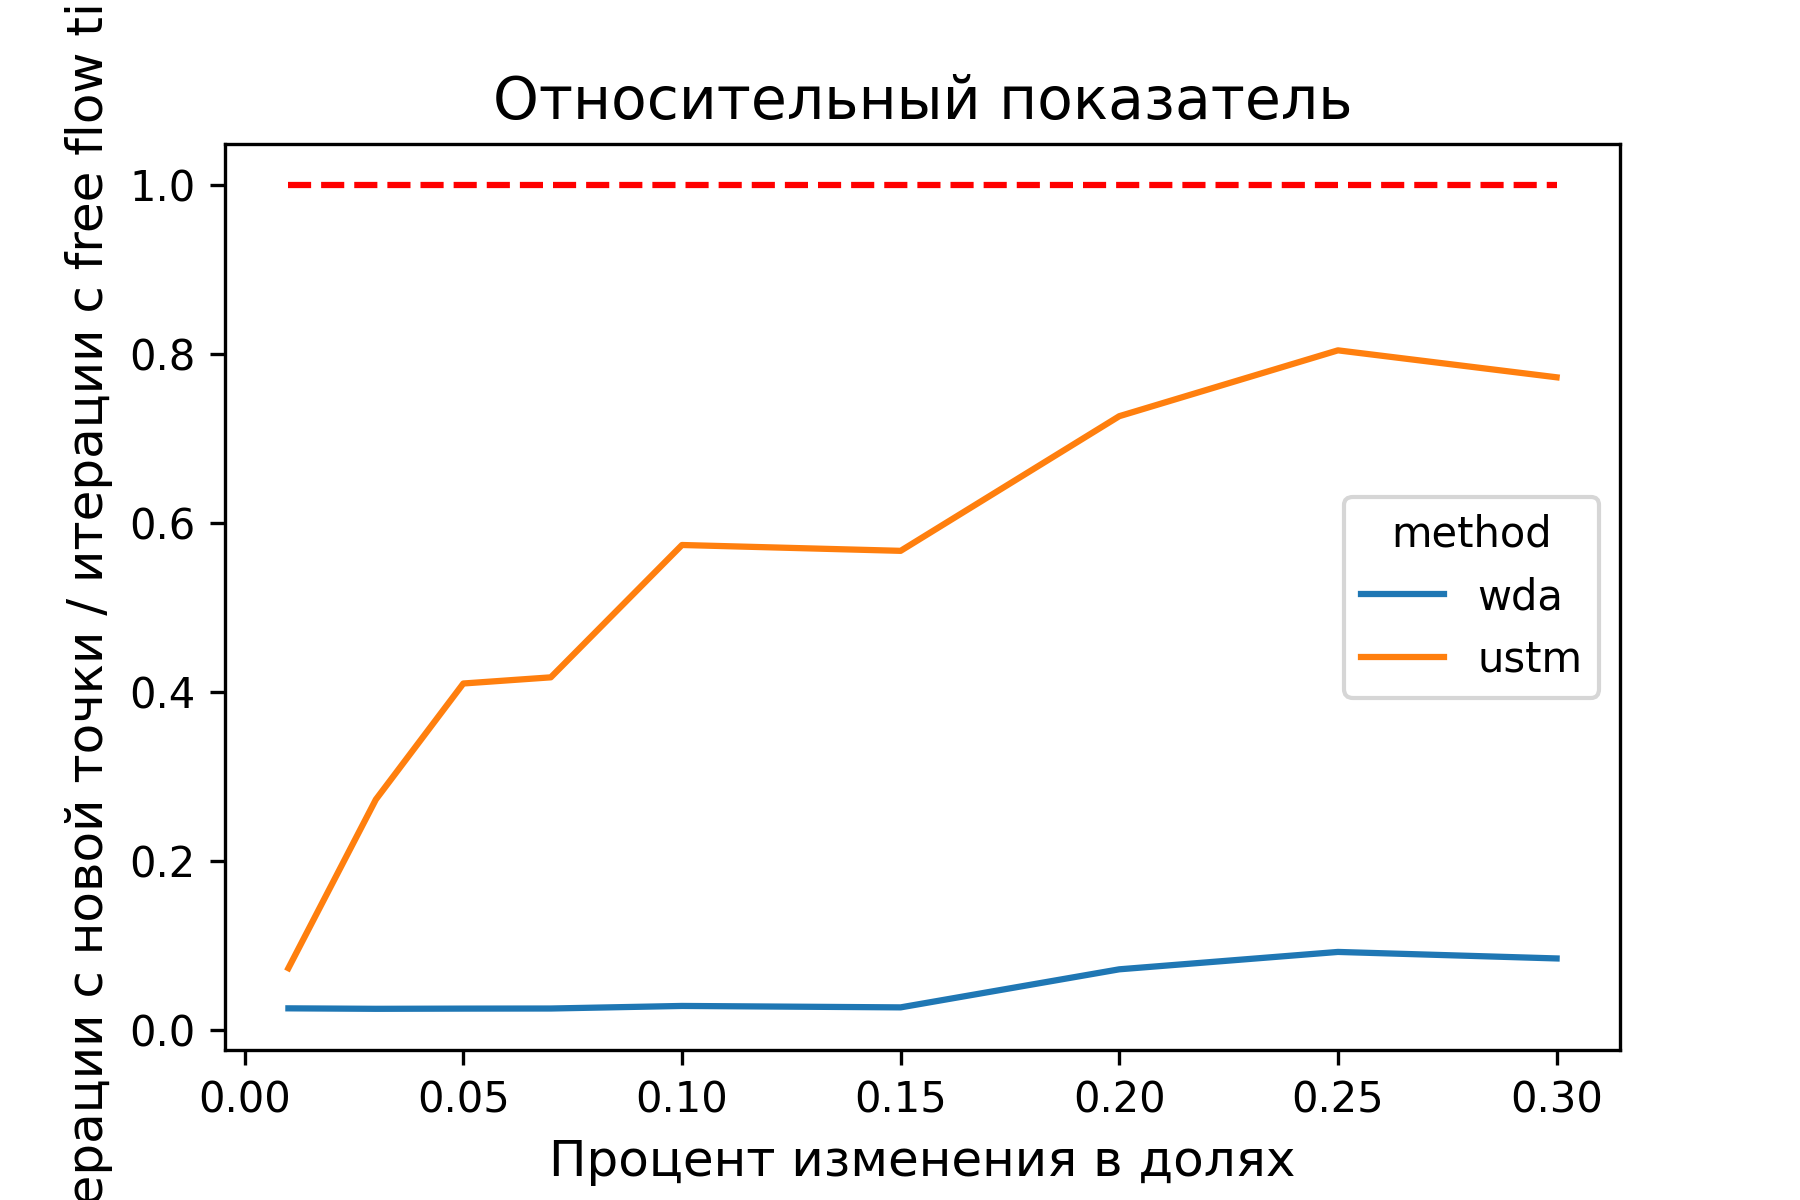 Относительный показатель
с новой точки / итерации с free flow
1.0
0.8
0.6
0.4
0.2
0.0
method
wda
ustm
0.00 0.05 0.10 0.15 0.20 0.25 0.30
Процент изменения в долях